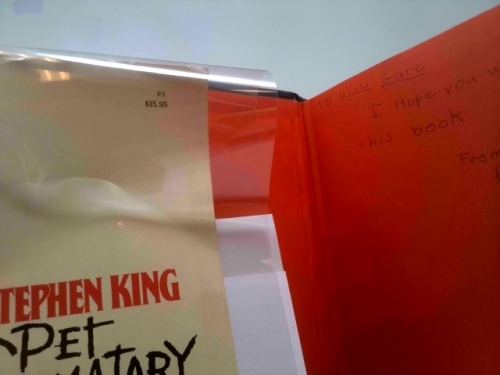 P.S.
$15.95
STEPHEN KING
PET
MATARY
To Uncle Gare
I Hope you w
this book
From